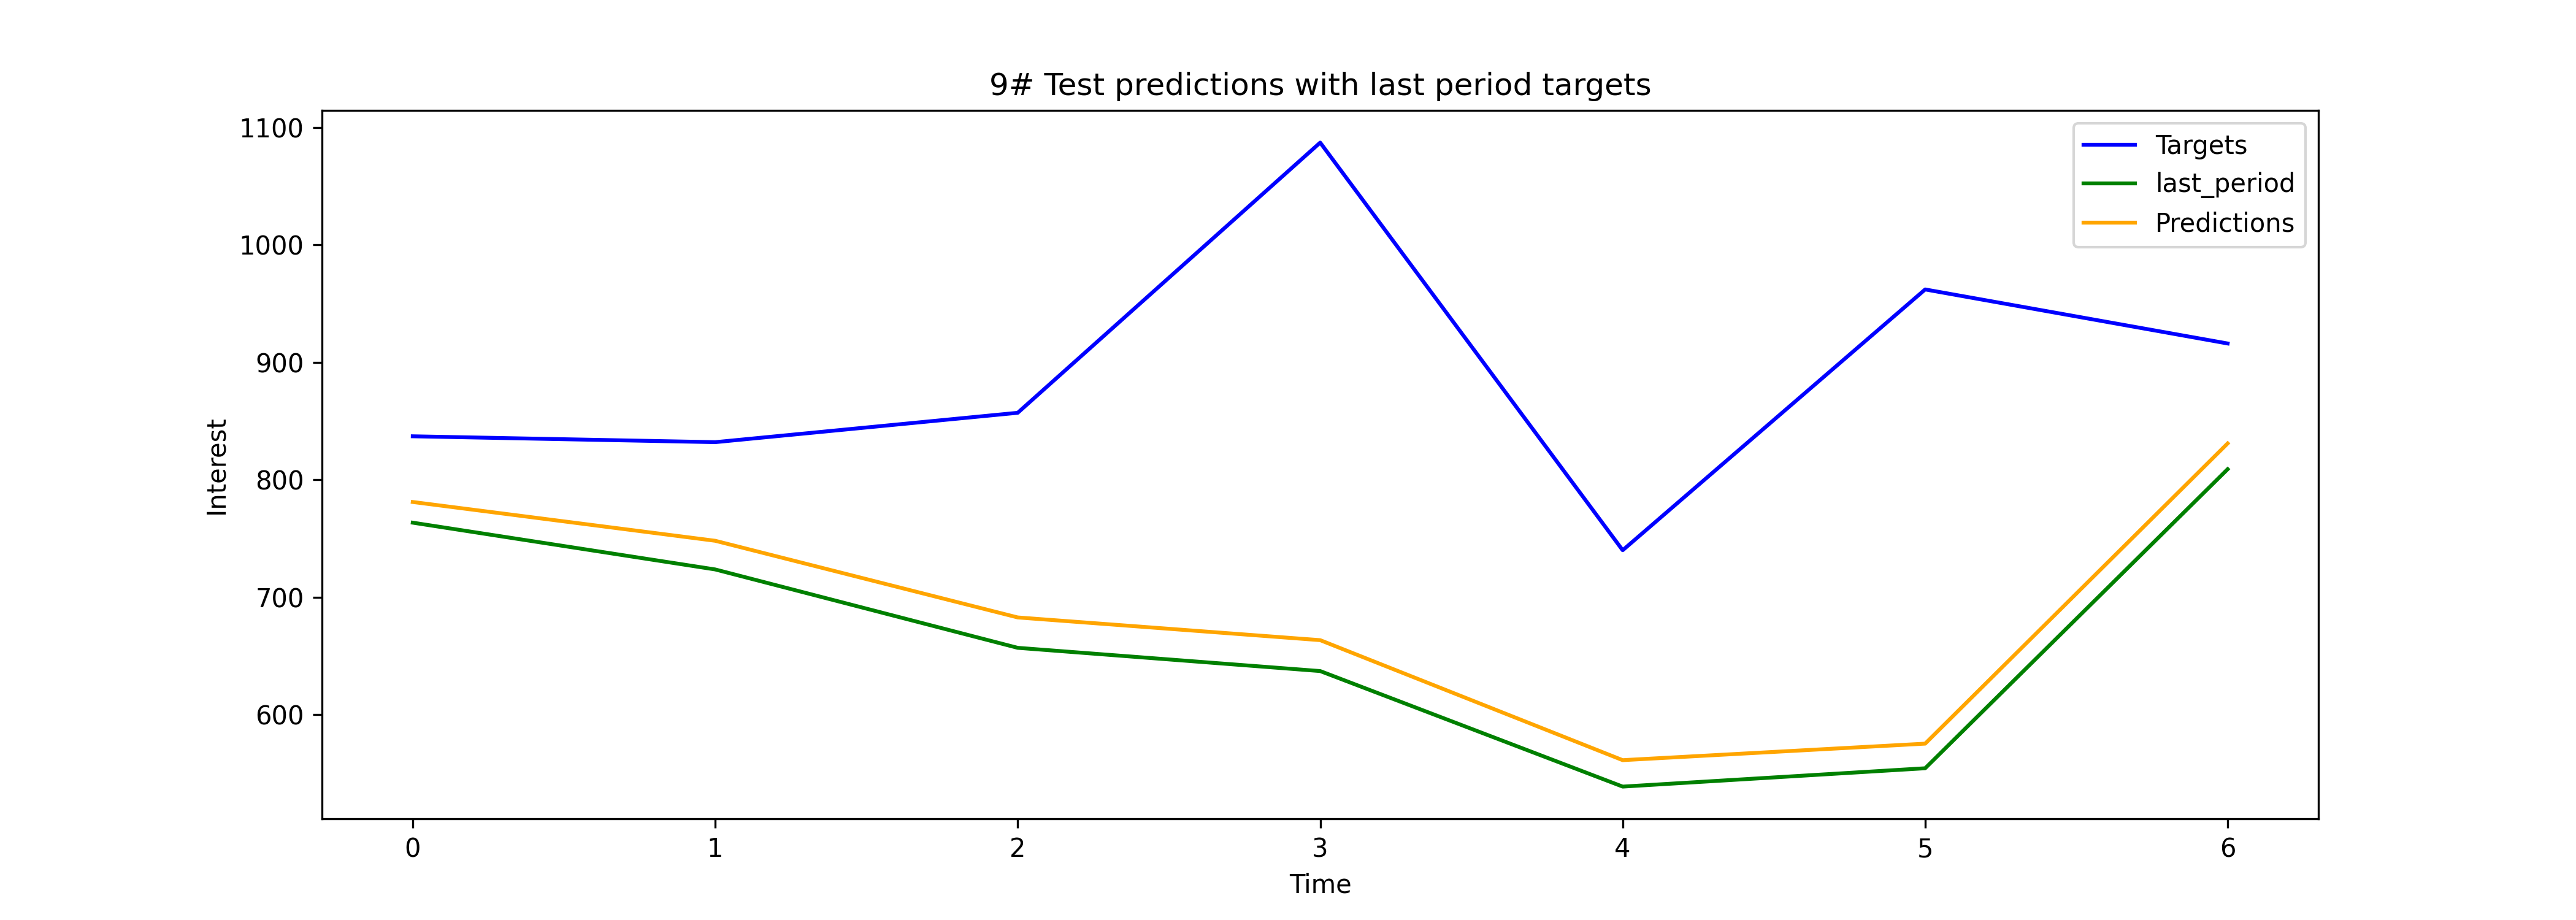 9# Test predictions with last period targets
1100
1000
900
800
700
600
Interest
Targets
last_period
Predictions
0 1 2 3 4 5 6
Time